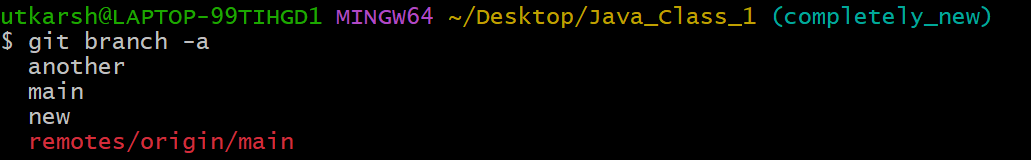 utkarsh@LAPTOP-99TIHGD1 MINGW64 ~/Desktop/Java_Class_1 (completely_new)
$ git branch -a
  another
  main
  new
  remotes/origin/main